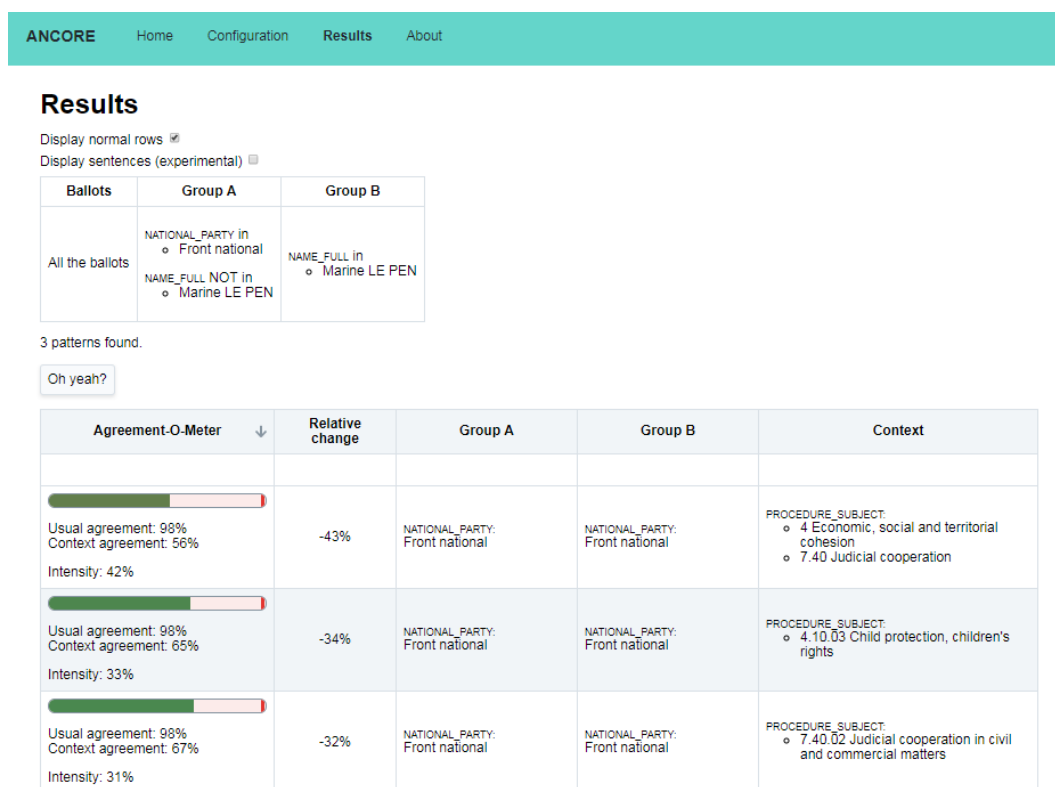 ANCORE Home Configuration Results About
Results
Display normal rows
Display sentences (experimental)
Ballots Group A Group B
All the ballots
NATIONAL_PARTY in
Front national
NAME_FULL NOT in
Marine LE PEN
NAME_FULL in
Marine LE PEN
3 patterns found.
Oh yeah?
Agreement-O-Meter ↓
Relative
change
Group A
Group B
Context
Usual agreement: 98%
Context agreement: 56%
Intensity: 42%
-43%
NATIONAL_PARTY:
Front national
NATIONAL_PARTY:
Front national
PROCEDURE_SUBJECT:
4 Economic, social and territorial
cohesion
7.40 Judicial cooperation
Usual agreement: 98%
Context agreement: 65%
Intensity: 33%
-34%
NATIONAL_PARTY:
Front national
NATIONAL_PARTY:
Front national
PROCEDURE_SUBJECT:
4.10.03 Child protection, children's
rights
Usual agreement: 98%
Context agreement: 67%
Intensity: 31%
-32%
NATIONAL_PARTY:
Front national
NATIONAL_PARTY:
Front national
PROCEDURE_SUBJECT:
7.40.02 Judicial cooperation in civil
and commercial matters